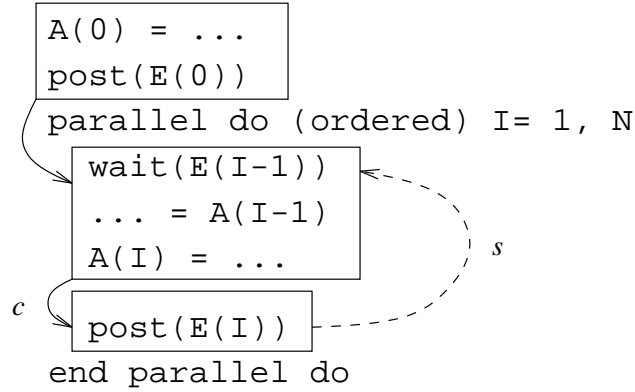 A(0) = ...
post(E(0))
parallel do (ordered) I= 1, N
wait(E(I-1))
... = A(I-1)
A(I) = ...
s
c
post(E(I))
end parallel do